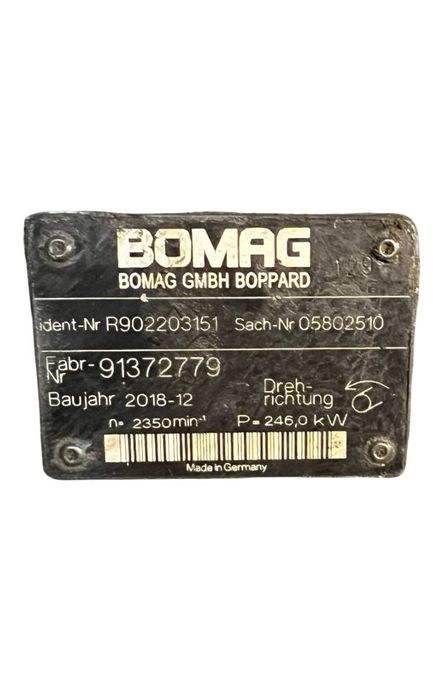 BOMAG
BOMAG GMBH BOPPARD
ident-Nr R902203151 Sach-Nr 05802510
Fabr-Nr 91372779
Baujahr 2018-12 Dreh-richtung
n= 2350min⁻¹ P= 246,0 kW
Made in Germany